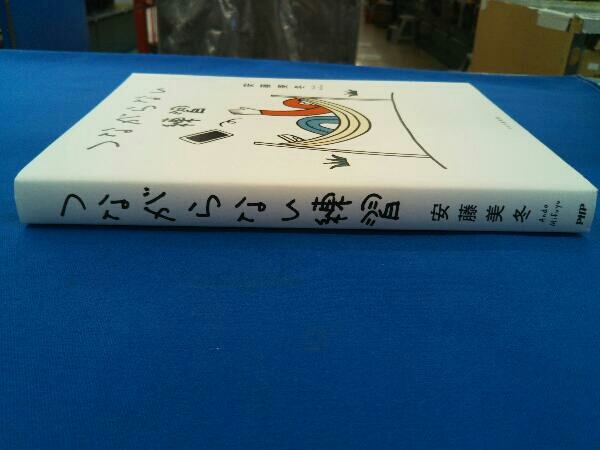 つながらない
練習
安藤美冬
つながらない練習
安藤美冬
Ando
Mifuyu
PHP